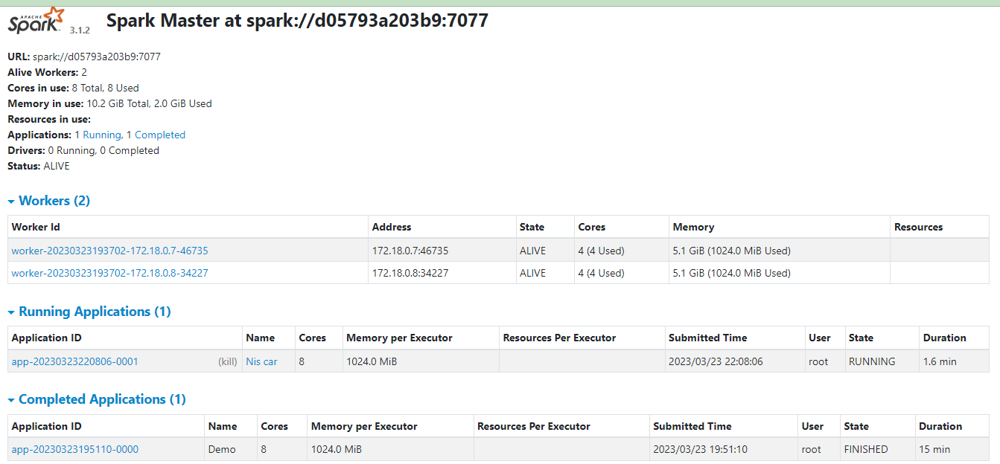 APACHE
Spark 3.1.2 Spark Master at spark://d05793a203b9:7077
URL: spark://d05793a203b9:7077
Alive Workers: 2
Cores in use: 8 Total, 8 Used
Memory in use: 10.2 GiB Total, 2.0 GiB Used
Resources in use:
Applications: 1 Running, 1 Completed
Drivers: 0 Running, 0 Completed
Status: ALIVE
Workers (2)
Worker Id Address State Cores Memory Resources
worker-20230323193702-172.18.0.7-46735 172.18.0.7:46735 ALIVE 4 (4 Used) 5.1 GiB (1024.0 MiB Used)
worker-20230323193702-172.18.0.8-34227 172.18.0.8:34227 ALIVE 4 (4 Used) 5.1 GiB (1024.0 MiB Used)
Running Applications (1)
Application ID Name Cores Memory per Executor Resources Per Executor Submitted Time User State Duration
app-20230323220806-0001 (kill) Nis car 8 1024.0 MiB 2023/03/23 22:08:06 root RUNNING 1.6 min
Completed Applications (1)
Application ID Name Cores Memory per Executor Resources Per Executor Submitted Time User State Duration
app-20230323195110-0000 Demo 8 1024.0 MiB 2023/03/23 19:51:10 root FINISHED 15 min